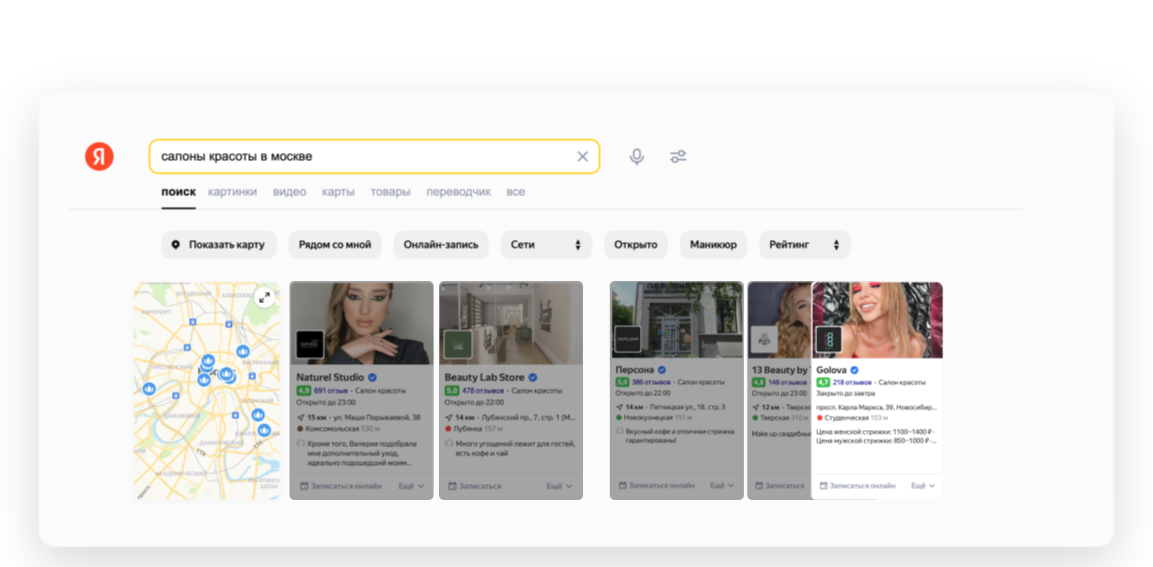 Я
салоны красоты в москве
поиск картинки видео карты товары переводчик все
Показать карту Рядом со мной Онлайн-запись Сети Открыто Маникюр Рейтинг
АЭРОПОРТ
Naturel Studio
4,9 691 отзыв · Салон красоты
Открыто до 23:00
15 км · ул. Маши Порываевой, 38
Комсомольская 530 м
Кроме того, Валерия подобрала
мне дополнительный уход,
идеально подошедший моим...
Записаться онлайн Ещё
Beauty Lab Store
5,0 478 отзывов · Салон красоты
Открыто до 22:00
14 км · Лубянский пр., 7, стр. 1 (М...
Лубянка 157 м
Много угощений лежит для гостей,
есть кофе и чай
Записаться Ещё
Персона
5,0 386 отзывов · Салон красоты
Открыто до 22:00
14 км · Пятницкая ул., 18, стр. 3
Новокузнецкая 151 м
Вкусный кофе и отличная стрижка
гарантированы!
Записаться онлайн Ещё
13 Beauty by
4,8 148 отзывов
Открыто до 23:00
12 км · Тверска
Тверская 310 м
Make up свадебны
Записаться
Golova
4,7 218 отзывов · Салон красоты
Закрыто до завтра
просп. Карла Маркса, 39, Новосибир...
Студенческая 103 м
Цена женской стрижки: 1100–1400 ₽ ·
Цена мужской стрижки: 850–1000 ₽ ·...
Записаться онлайн Ещё